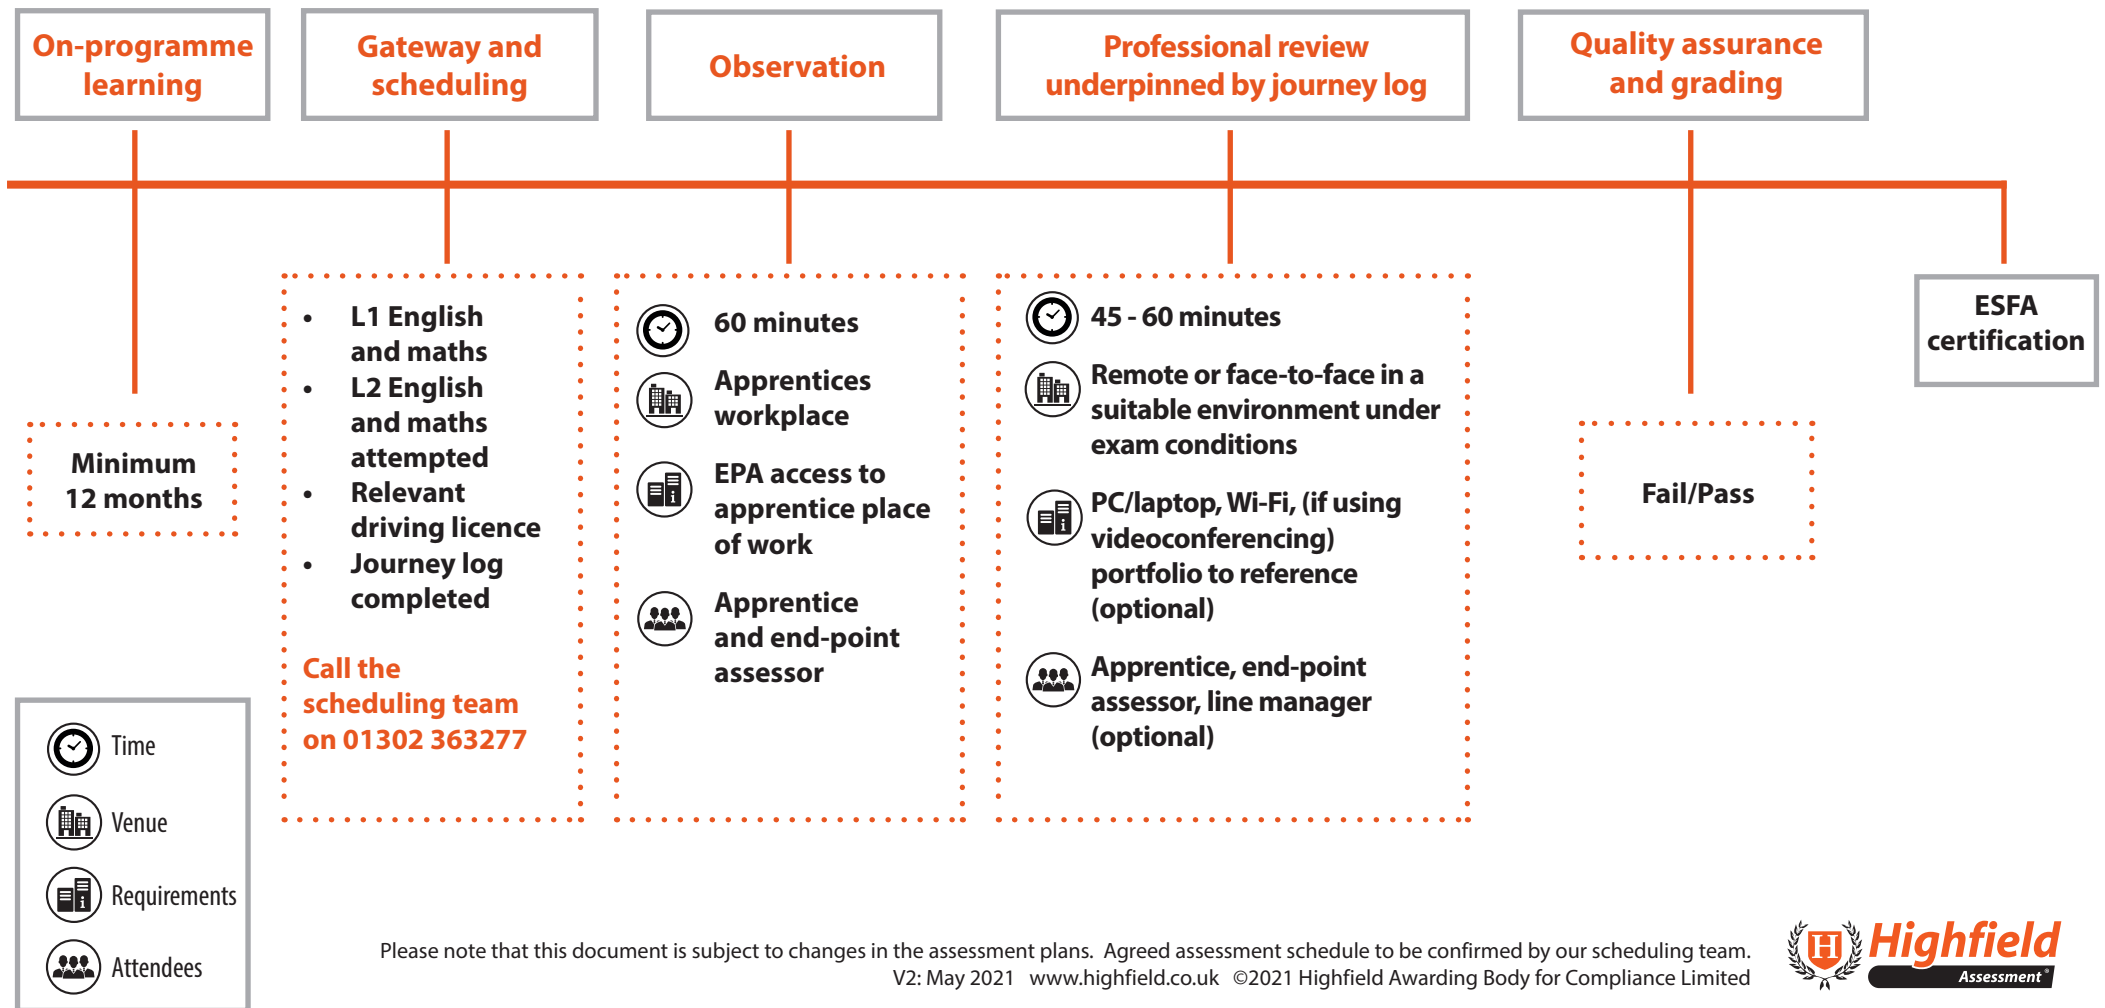 On-programme
learning
Gateway and
scheduling
Observation
Professional review
underpinned by journey log
Quality assurance
and grading
Minimum
12 months
• L1 English
and maths
• L2 English
and maths
attempted
• Relevant
driving licence
• Journey log
completed
Call the
scheduling team
on 01302 363277
60 minutes
Apprentices
workplace
EPA access to
apprentice place
of work
Apprentice
and end-point
assessor
45 - 60 minutes
Remote or face-to-face in a
suitable environment under
exam conditions
PC/laptop, Wi-Fi, (if using
videoconferencing)
portfolio to reference
(optional)
Apprentice, end-point
assessor, line manager
(optional)
Fail/Pass
ESFA
certification
Time
Venue
Requirements
Attendees
Please note that this document is subject to changes in the assessment plans.  Agreed assessment schedule to be confirmed by our scheduling team.
V2: May 2021   www.highfield.co.uk   ©2021 Highfield Awarding Body for Compliance Limited
H
Highfield
Assessment®